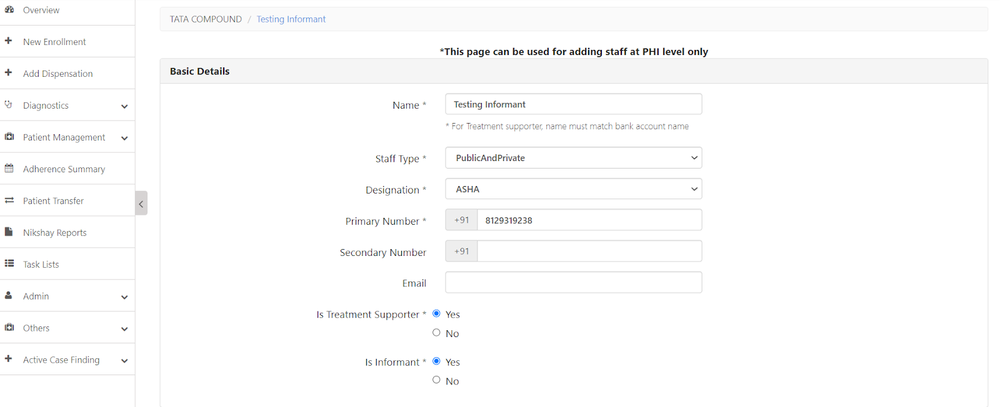 Overview
New Enrollment
Add Dispensation
Diagnostics
Patient Management
Adherence Summary
Patient Transfer
Nikshay Reports
Task Lists
Admin
Others
Active Case Finding
TATA COMPOUND / Testing Informant
*This page can be used for adding staff at PHI level only
Basic Details
Name * Testing Informant
* For Treatment supporter, name must match bank account name
Staff Type * PublicAndPrivate
Designation * ASHA
Primary Number * +91 8129319238
Secondary Number +91
Email
Is Treatment Supporter * Yes
No
Is Informant * Yes
No